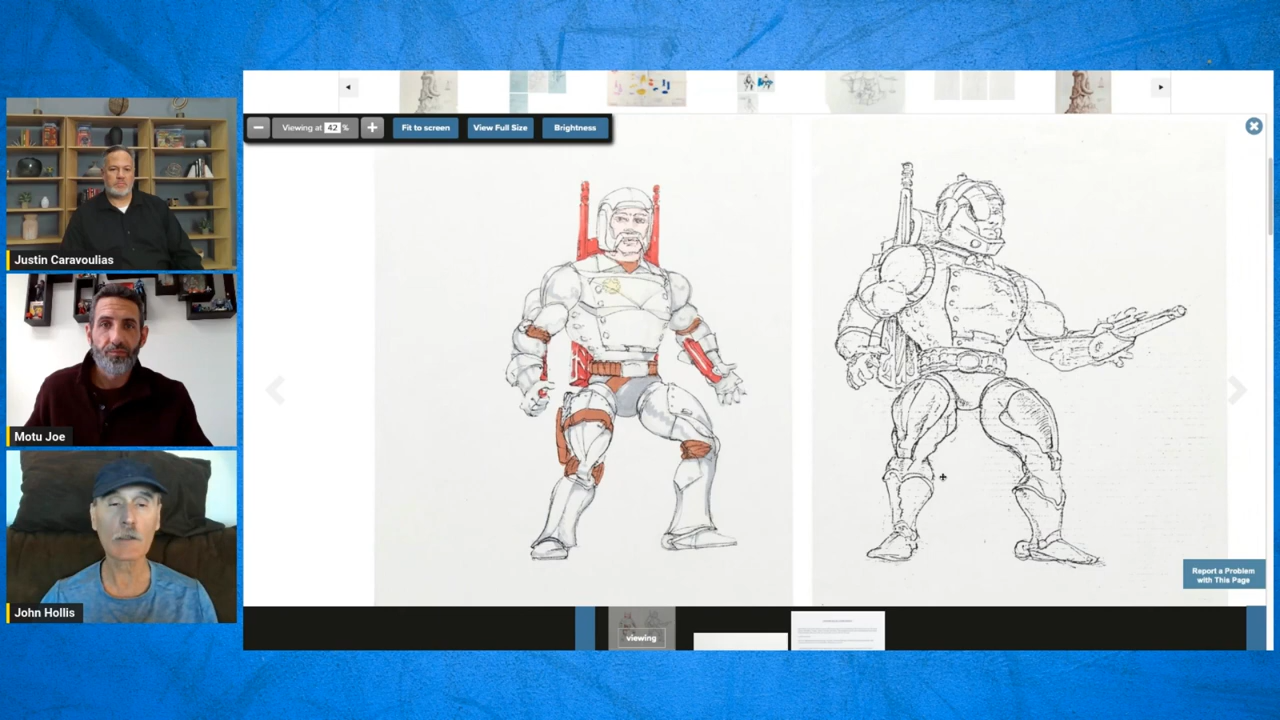 Viewing at 42 %
Fit to screen
View Full Size
Brightness
Justin Caravoulias
Motu Joe
John Hollis
Report a Problem
with This Page
viewing